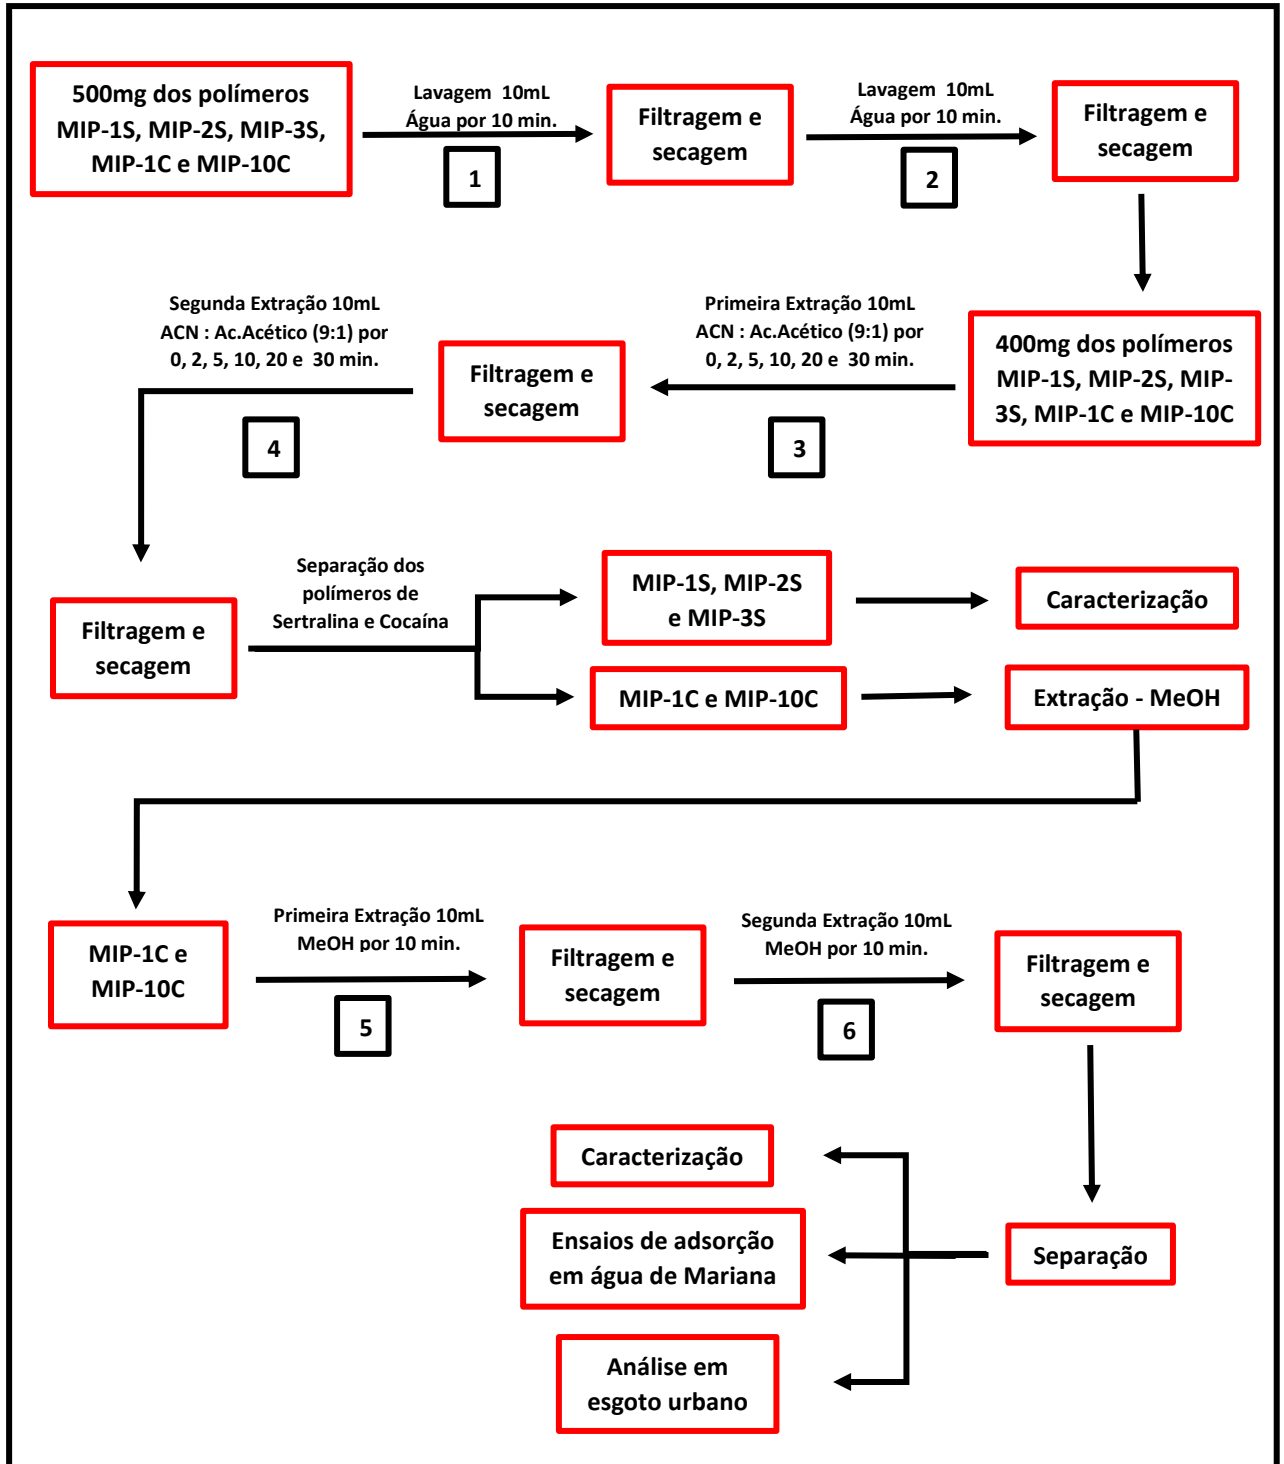 500mg dos polímeros
MIP-1S, MIP-2S, MIP-3S,
MIP-1C e MIP-10C
Lavagem 10mL
Água por 10 min.
1
Filtragem e
secagem
Lavagem 10mL
Água por 10 min.
2
Filtragem e
secagem
400mg dos polímeros
MIP-1S, MIP-2S, MIP-
3S, MIP-1C e MIP-10C
Primeira Extração 10mL
ACN : Ac.Acético (9:1) por
0, 2, 5, 10, 20 e 30 min.
3
Filtragem e
secagem
Segunda Extração 10mL
ACN : Ac.Acético (9:1) por
0, 2, 5, 10, 20 e 30 min.
4
Filtragem e
secagem
Separação dos
polímeros de
Sertralina e Cocaína
MIP-1S, MIP-2S
e MIP-3S
Caracterização
MIP-1C e MIP-10C
Extração - MeOH
MIP-1C e
MIP-10C
Primeira Extração 10mL
MeOH por 10 min.
5
Filtragem e
secagem
Segunda Extração 10mL
MeOH por 10 min.
6
Filtragem e
secagem
Separação
Caracterização
Ensaios de adsorção
em água de Mariana
Análise em
esgoto urbano